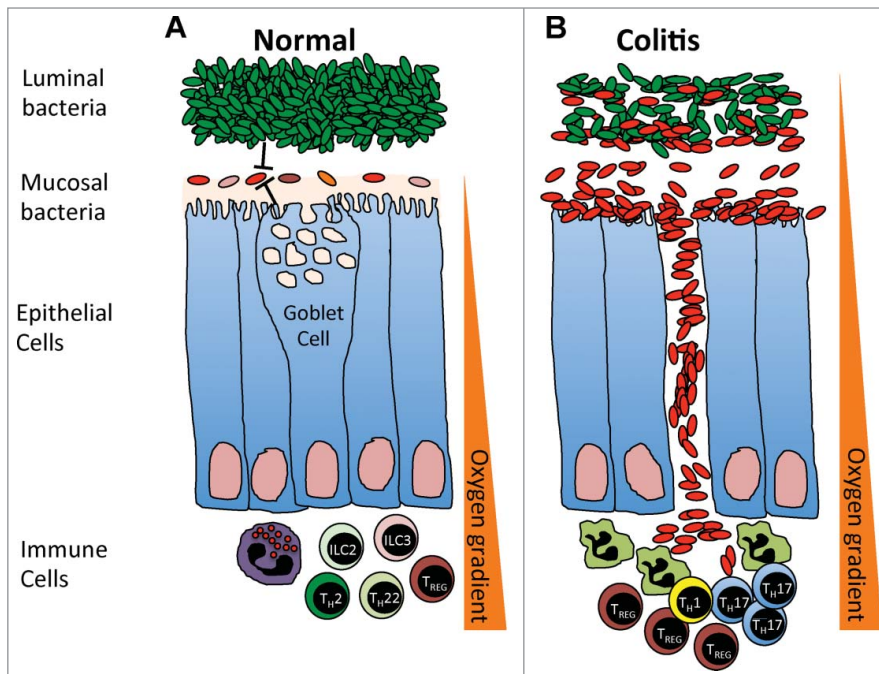 A
Normal
B
Colitis
Luminal
bacteria
Mucosal
bacteria
Epithelial
Cells
Goblet
Cell
Immune
Cells
ILC2
ILC3
TH2
TH22
TREG
Oxygen gradient
TREG
TREG
TREG
TH1
TH17
TH17
TH17
Oxygen gradient